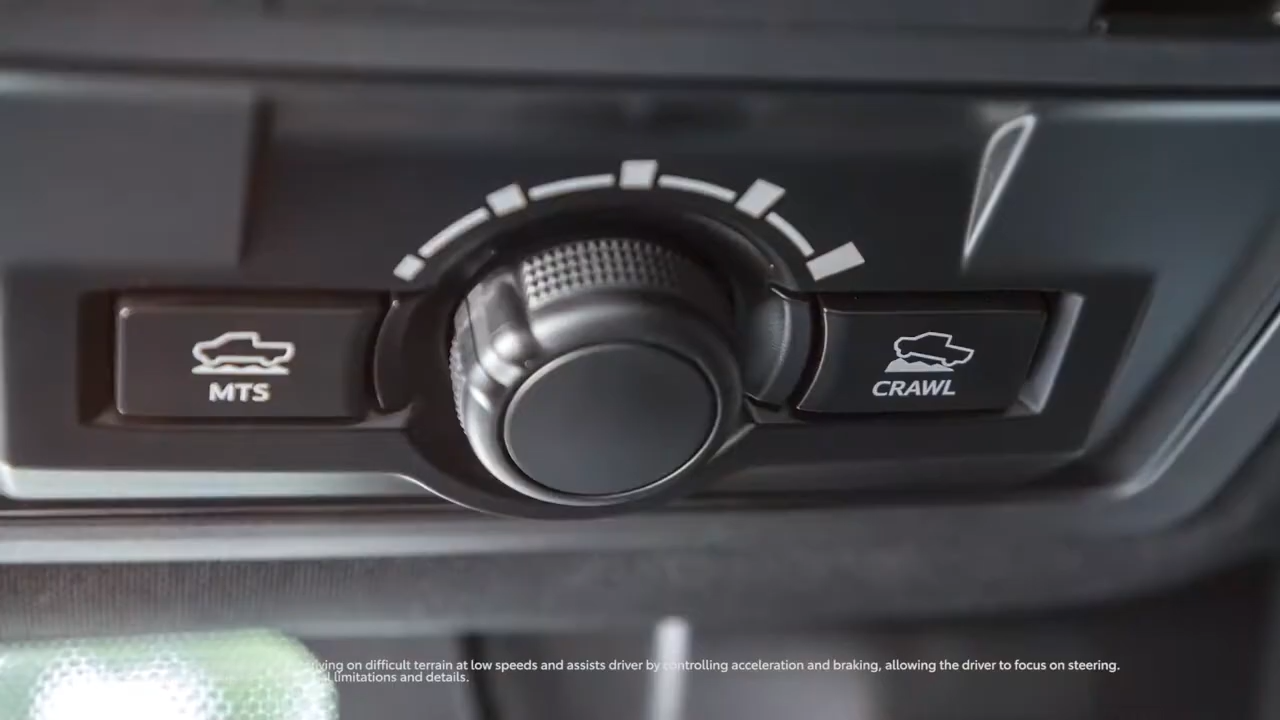 MTS
CRAWL
driving on difficult terrain at low speeds and assists driver by controlling acceleration and braking, allowing the driver to focus on steering.
limitations and details.